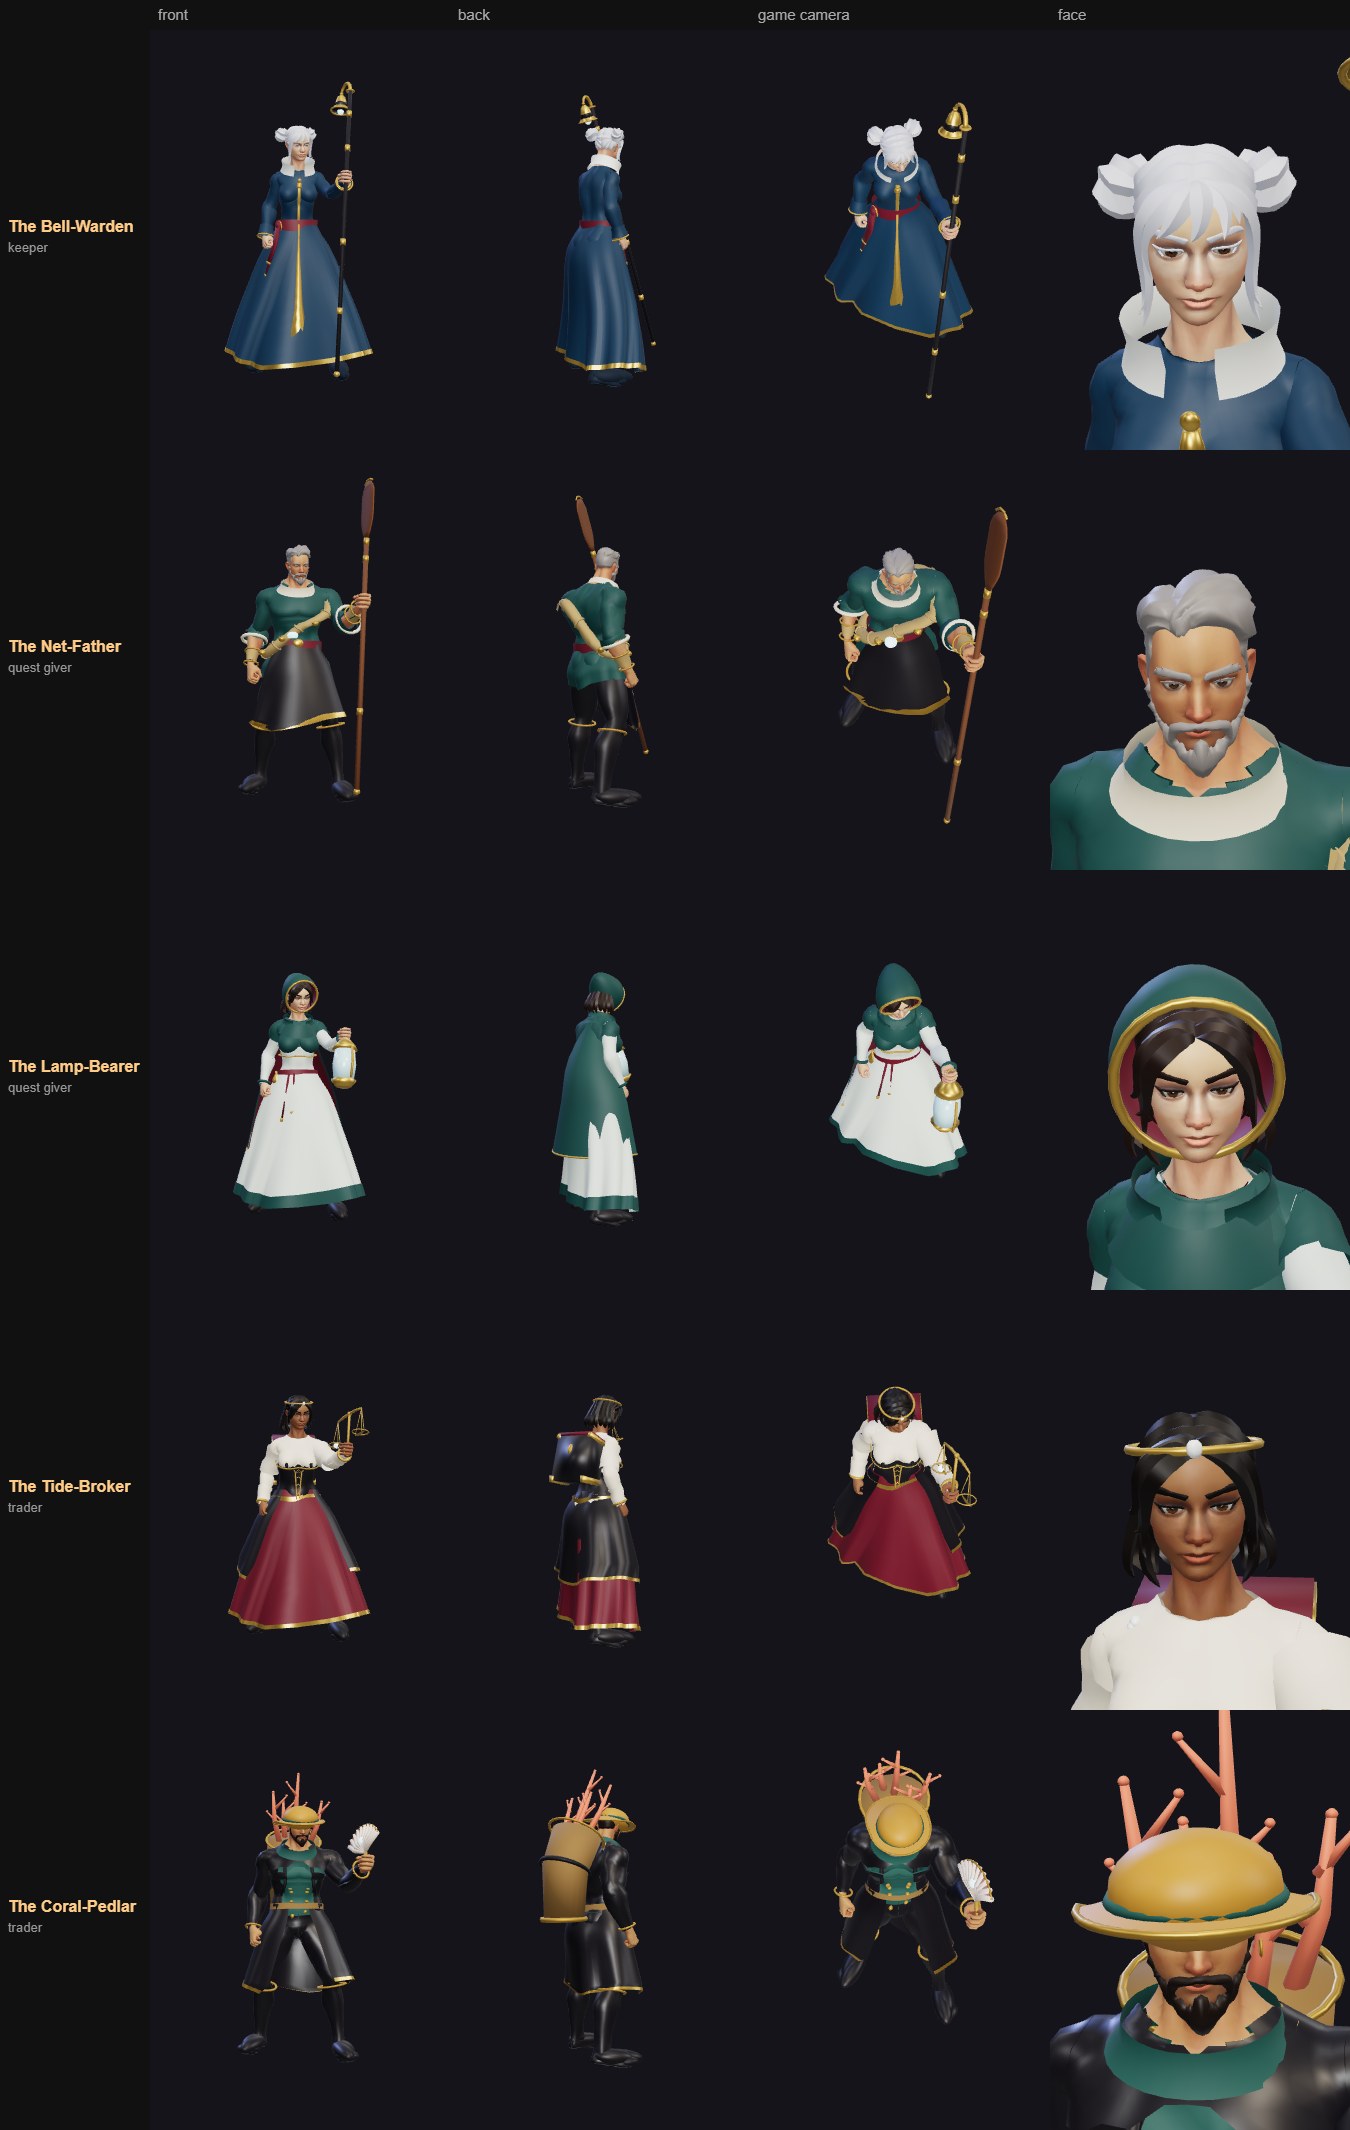 front back game camera face
The Bell-Warden
keeper
The Net-Father
quest giver
The Lamp-Bearer
quest giver
The Tide-Broker
trader
The Coral-Pedlar
trader